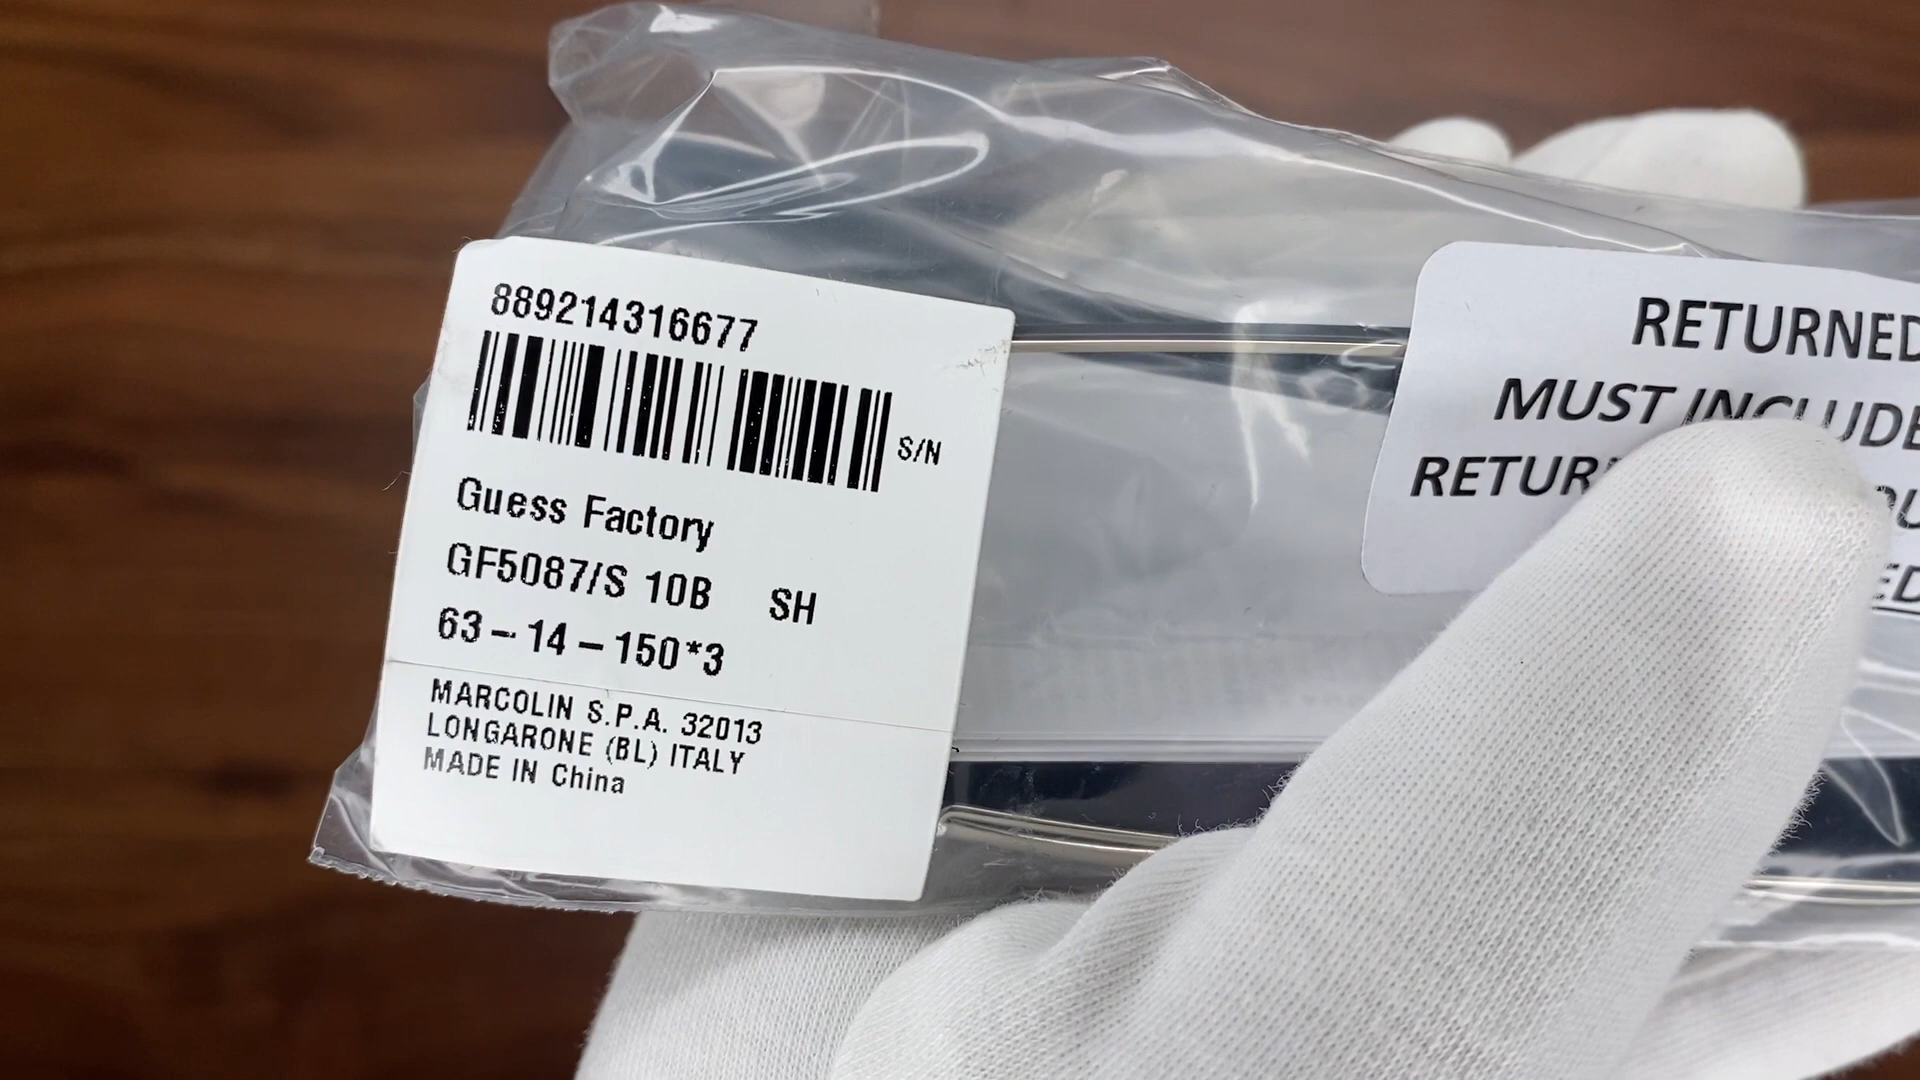 889214316677
S/N
Guess Factory
GF5087/S 10B SH
63-14-150*3
MARCOLIN S.P.A. 32013
LONGARONE (BL) ITALY
MADE IN China
RETURNED
MUST INCLUDE